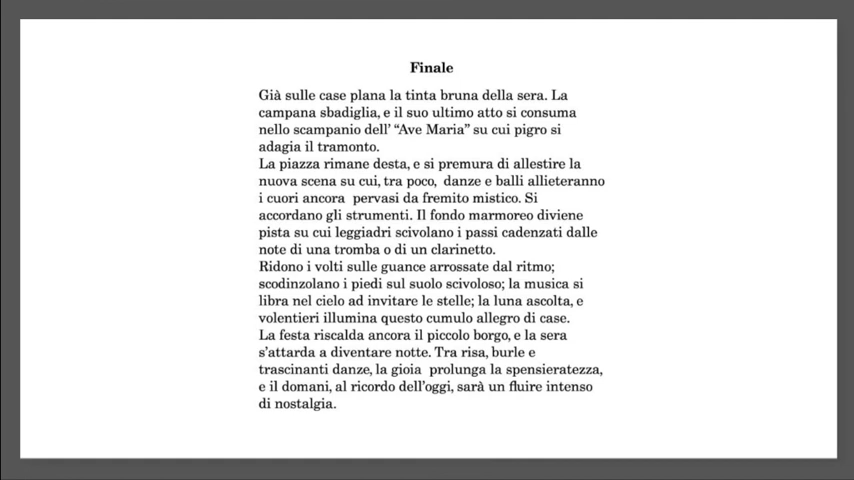 Finale
Già sulle case plana la tinta bruna della sera. La
campana sbadiglia, e il suo ultimo atto si consuma
nello scampanio dell’ “Ave Maria” su cui pigro si
adagia il tramonto.
La piazza rimane desta, e si premura di allestire la
nuova scena su cui, tra poco,  danze e balli allieteranno
i cuori ancora  pervasi da fremito mistico. Si
accordano gli strumenti. Il fondo marmoreo diviene
pista su cui leggiadri scivolano i passi cadenzati dalle
note di una tromba o di un clarinetto.
Ridono i volti sulle guance arrossate dal ritmo;
scodinzolano i piedi sul suolo scivoloso; la musica si
libra nel cielo ad invitare le stelle; la luna ascolta, e
volentieri illumina questo cumulo allegro di case.
La festa riscalda ancora il piccolo borgo, e la sera
s’attarda a diventare notte. Tra risa, burle e
trascinanti danze, la gioia  prolunga la spensieratezza,
e il domani, al ricordo dell’oggi, sarà un fluire intenso
di nostalgia.